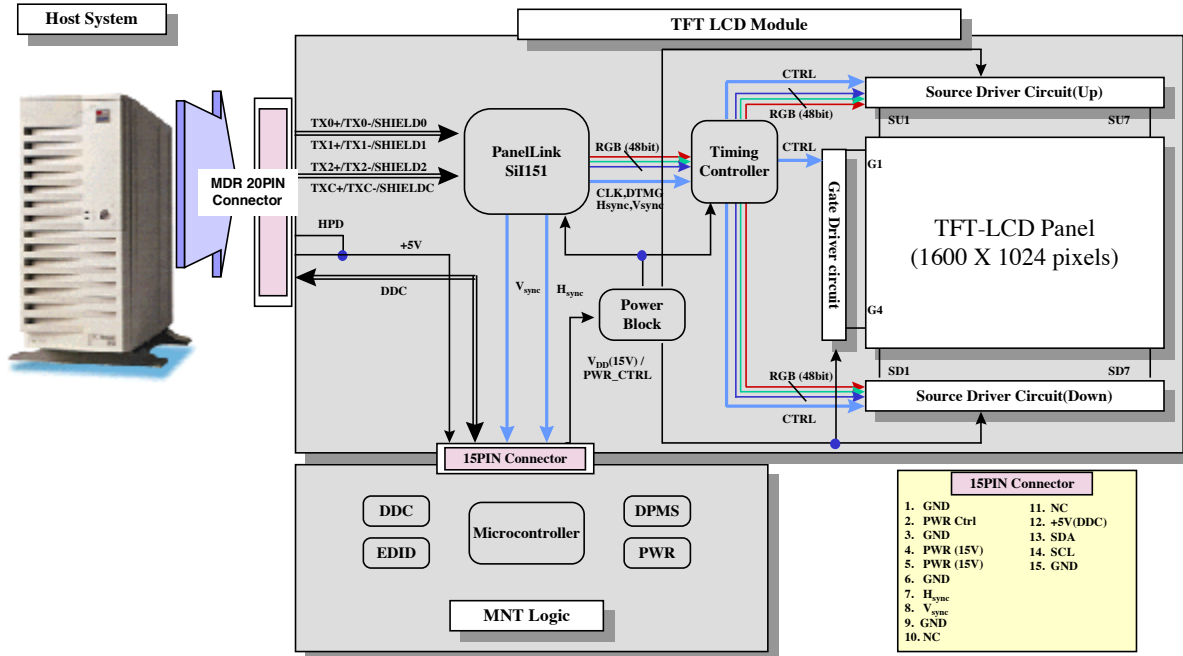 Host System
TFT LCD Module
MDR 20PIN
Connector
TX0+/TX0-/SHIELD0
TX1+/TX1-/SHIELD1
TX2+/TX2-/SHIELD2
TXC+/TXC-/SHIELDC
HPD
+5V
DDC
PanelLink
SiI151
RGB (48bit)
CLK,DTMG
Hsync,Vsync
Timing
Controller
CTRL
RGB (48bit)
CTRL
Source Driver Circuit(Up)
SU1
SU7
G1
Gate Driver circuit
G4
TFT-LCD Panel
(1600 X 1024 pixels)
Vsync
Hsync
Power
Block
VDD(15V) /
PWR_CTRL
RGB (48bit)
CTRL
SD1
SD7
Source Driver Circuit(Down)
15PIN Connector
DDC
EDID
Microcontroller
DPMS
PWR
MNT Logic
15PIN Connector
1. GND
2. PWR Ctrl
3. GND
4. PWR (15V)
5. PWR (15V)
6. GND
7. Hsync
8. Vsync
9. GND
10. NC
11. NC
12. +5V(DDC)
13. SDA
14. SCL
15. GND